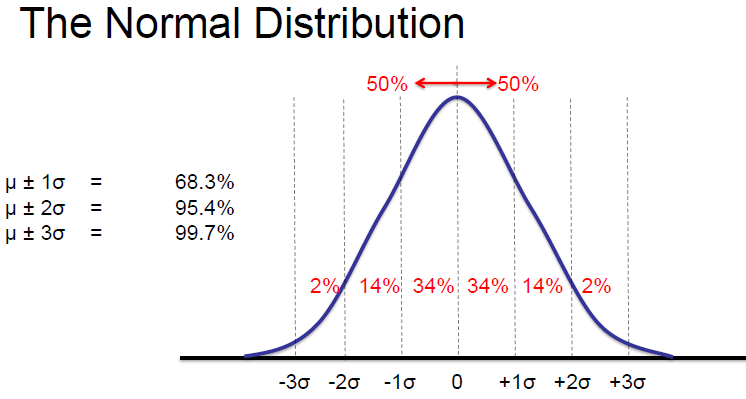 The Normal Distribution
50% 50%
μ ± 1σ = 68.3%
μ ± 2σ = 95.4%
μ ± 3σ = 99.7%
2% 14% 34% 34% 14% 2%
-3σ -2σ -1σ 0 +1σ +2σ +3σ